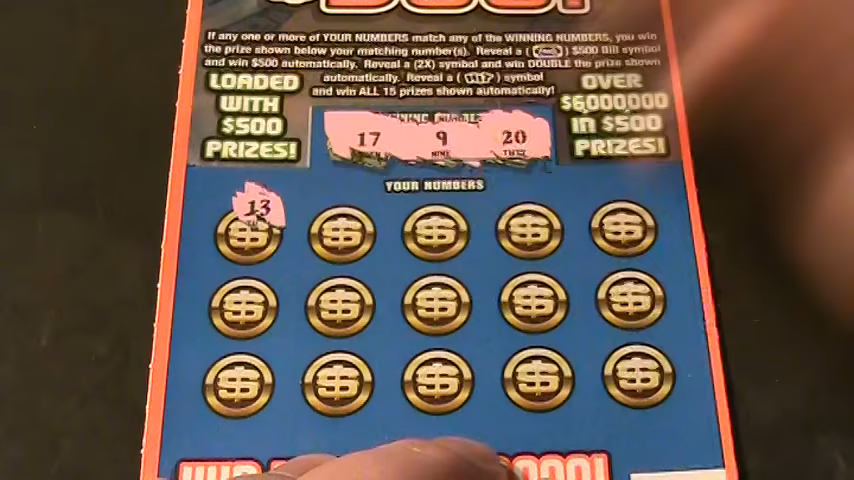 If any one or more of YOUR NUMBERS match any of the WINNING NUMBERS, you win
the prize shown below your matching number(s). Reveal a ( ) $500 Bill symbol
and win $500 automatically. Reveal a (2X) symbol and win DOUBLE the prize shown
automatically. Reveal a ( ) symbol
and win ALL 15 prizes shown automatically!
LOADED
WITH
$500
PRIZES!
17 9 20
NINE
OVER
$6,000,000
IN $500
PRIZES!
YOUR NUMBERS
13